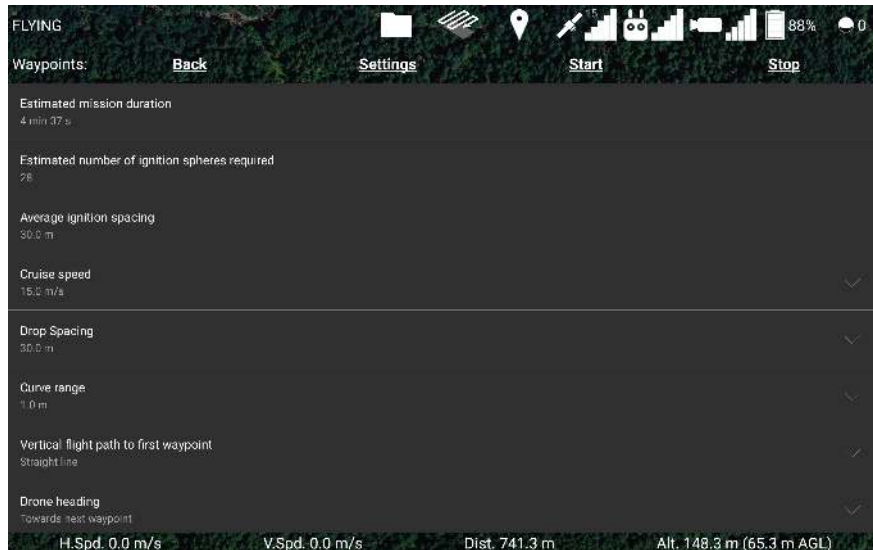 FLYING 15 88% 0
Waypoints: Back Settings Start Stop
Estimated mission duration
4 min 37 s
Estimated number of ignition spheres required
28
Average ignition spacing
30.0 m
Cruise speed
15.0 m/s
Drop Spacing
30.0 m
Curve range
1.0 m
Vertical flight path to first waypoint
Straight line
Drone heading
Towards next waypoint
H.Spd. 0.0 m/s V.Spd. 0.0 m/s Dist. 741.3 m Alt. 148.3 m (65.3 m AGL)